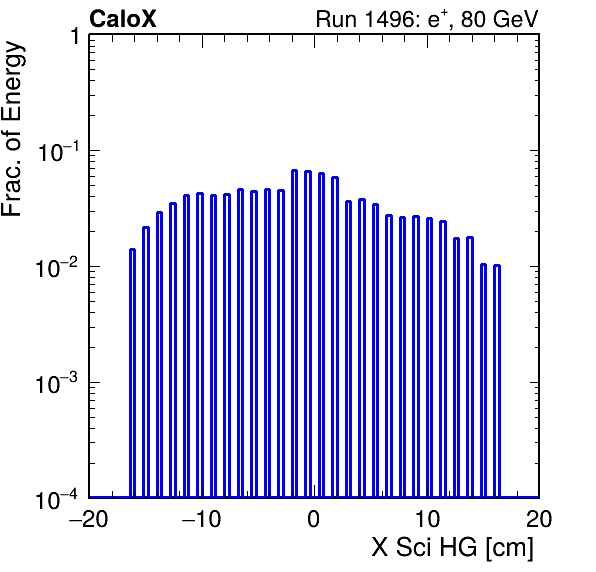 CaloX Run 1496: e⁺, 80 GeV
Frac. of Energy
1
10⁻¹
10⁻²
10⁻³
10⁻⁴
−20 −10 0 10 20
X Sci HG [cm]